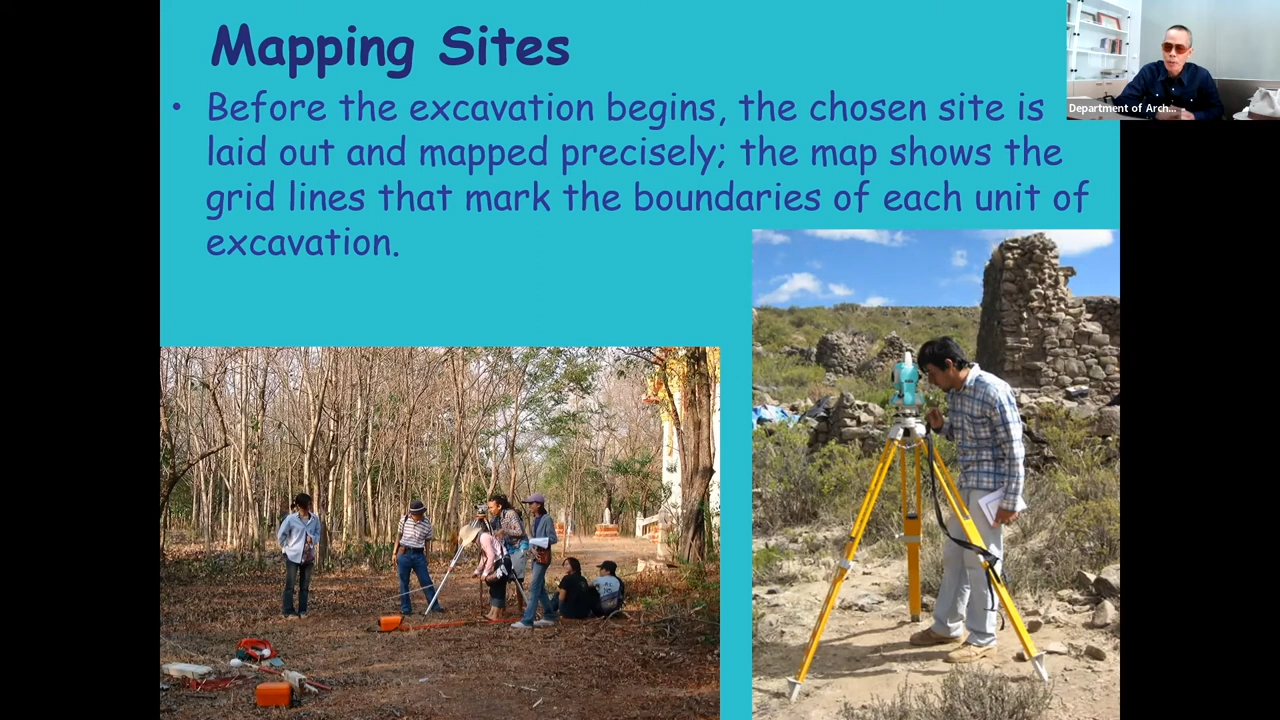 Mapping Sites
• Before the excavation begins, the chosen site is
laid out and mapped precisely; the map shows the
grid lines that mark the boundaries of each unit of
excavation.
Department of Arch...